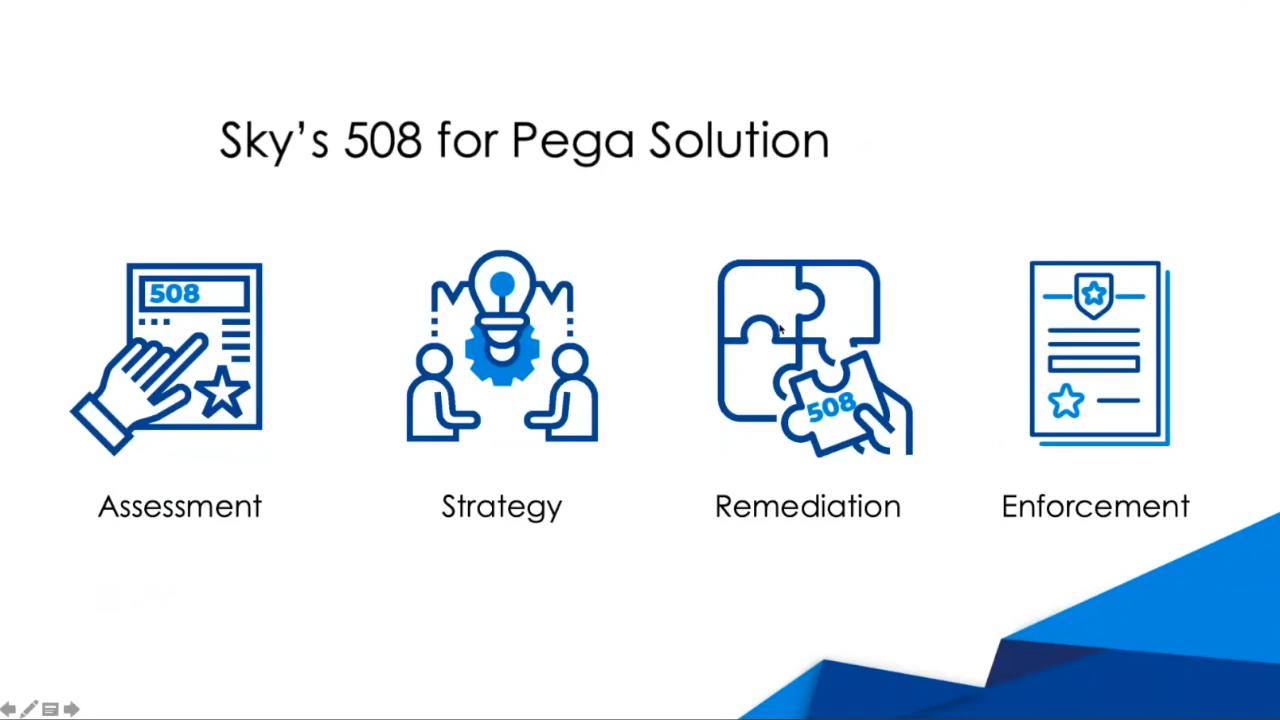 Sky’s 508 for Pega Solution
508
508
Assessment
Strategy
Remediation
Enforcement